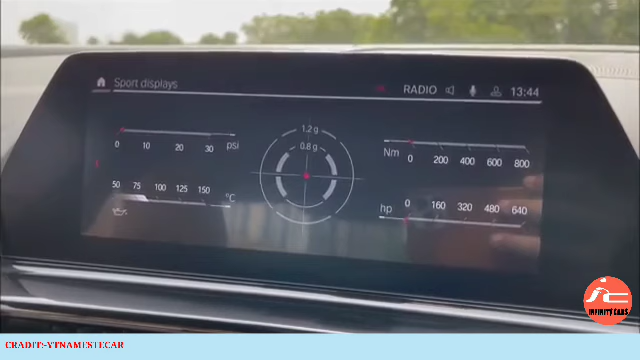 Sport displays
RADIO 13:44
1.2 g
0.8 g
0 10 20 30 psi
50 75 100 125 150 °C
Nm 0 200 400 600 800
hp 0 160 320 480 640
INFINITY CARS
CRADIT:-YTNAMESTECAR